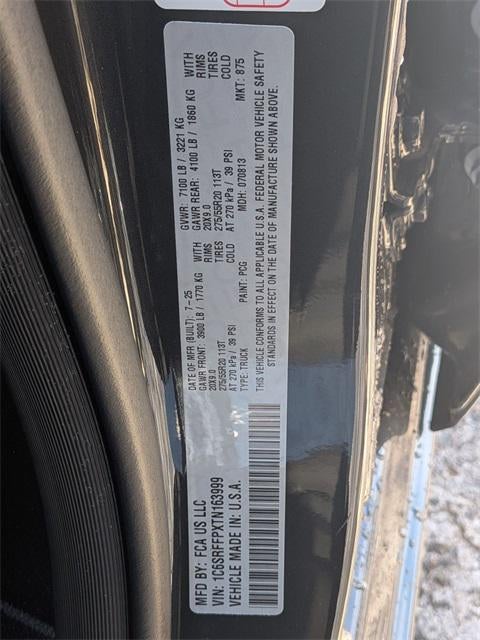 MFD BY: FCA US LLC
VIN: 1C6SRFFPXTN163999
VEHICLE MADE IN: U.S.A.
DATE OF MFR (BUILT): 7-25 GVWR: 7100 LB / 3221 KG
GAWR FRONT: 3900 LB / 1770 KG WITH GAWR REAR: 4100 LB / 1860 KG WITH
20X9.0 RIMS 20X9.0 RIMS
275/55R20 113T TIRES 275/55R20 113T TIRES
AT 270 kPa / 39 PSI COLD AT 270 kPa / 39 PSI COLD
TYPE: TRUCK PAINT: PCG MDH: 070813 MKT: 875
THIS VEHICLE CONFORMS TO ALL APPLICABLE U.S.A. FEDERAL MOTOR VEHICLE SAFETY
STANDARDS IN EFFECT ON THE DATE OF MANUFACTURE SHOWN ABOVE.